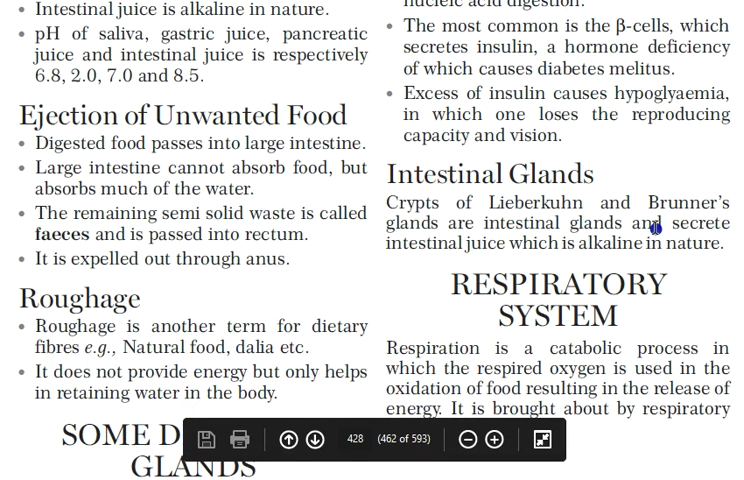 • Intestinal juice is alkaline in nature.
• pH of saliva, gastric juice, pancreatic
juice and intestinal juice is respectively
6.8, 2.0, 7.0 and 8.5.
Ejection of Unwanted Food
• Digested food passes into large intestine.
• Large intestine cannot absorb food, but
absorbs much of the water.
• The remaining semi solid waste is called
faeces and is passed into rectum.
• It is expelled out through anus.
Roughage
• Roughage is another term for dietary
fibres e.g., Natural food, dalia etc.
• It does not provide energy but only helps
in retaining water in the body.
SOME D
GLANDS
nucleic acid digestion.
• The most common is the β-cells, which
secretes insulin, a hormone deficiency
of which causes diabetes melitus.
• Excess of insulin causes hypoglyaemia,
in which one loses the reproducing
capacity and vision.
Intestinal Glands
Crypts of Lieberkuhn and Brunner's
glands are intestinal glands and secrete
intestinal juice which is alkaline in nature.
RESPIRATORY
SYSTEM
Respiration is a catabolic process in
which the respired oxygen is used in the
oxidation of food resulting in the release of
energy. It is brought about by respiratory
428 (462 of 593)